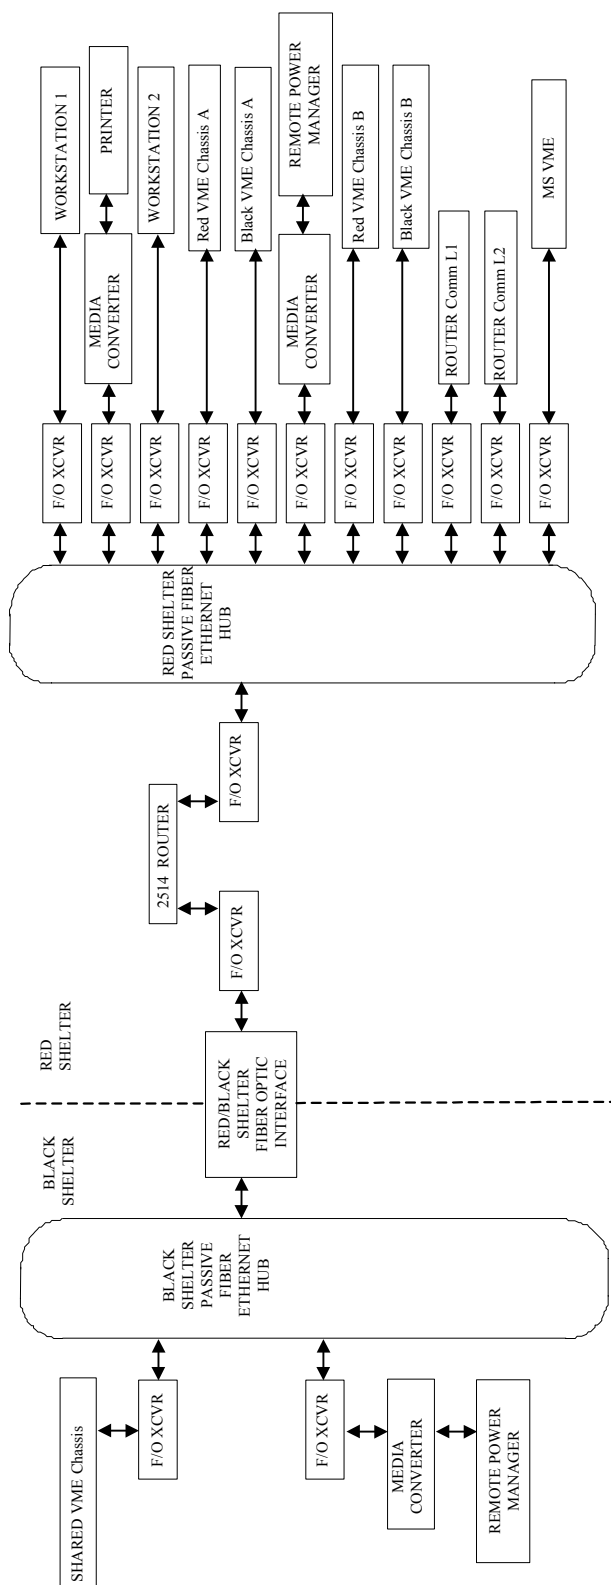 WORKSTATION 1
PRINTER
WORKSTATION 2
Red VME Chassis A
Black VME Chassis A
REMOTE POWER
MANAGER
Red VME Chassis B
Black VME Chassis B
MS VME
MEDIA
CONVERTER
MEDIA
CONVERTER
ROUTER Comm L1
ROUTER Comm L2
F/O XCVR
F/O XCVR
F/O XCVR
F/O XCVR
F/O XCVR
F/O XCVR
F/O XCVR
F/O XCVR
F/O XCVR
F/O XCVR
F/O XCVR
RED SHELTER
PASSIVE FIBER
ETHERNET
HUB
F/O XCVR
2514 ROUTER
F/O XCVR
RED
SHELTER
RED/BLACK
SHELTER
FIBER OPTIC
INTERFACE
BLACK
SHELTER
BLACK
SHELTER
PASSIVE
FIBER
ETHERNET
HUB
SHARED VME Chassis
F/O XCVR
F/O XCVR
MEDIA
CONVERTER
REMOTE POWER
MANAGER